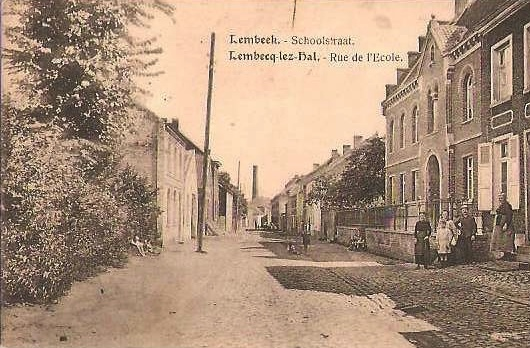 Lembeek. - Schoolstraat.
Lembecq-lez-Hal. - Rue de l'Ecole.